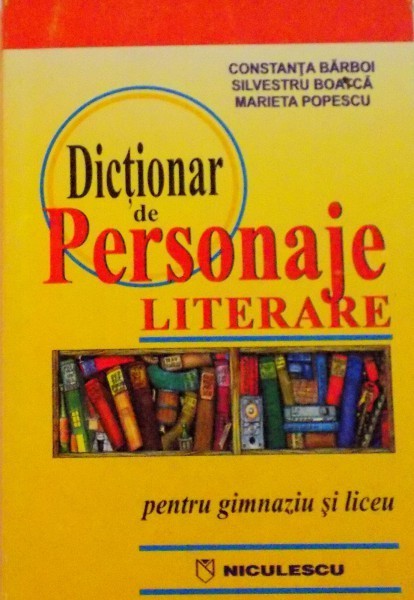 CONSTANȚA BĂRBOI
SILVESTRU BOATCĂ
MARIETA POPESCU
Dicționar
de
Personaje
LITERARE
pentru gimnaziu și liceu
NICULESCU